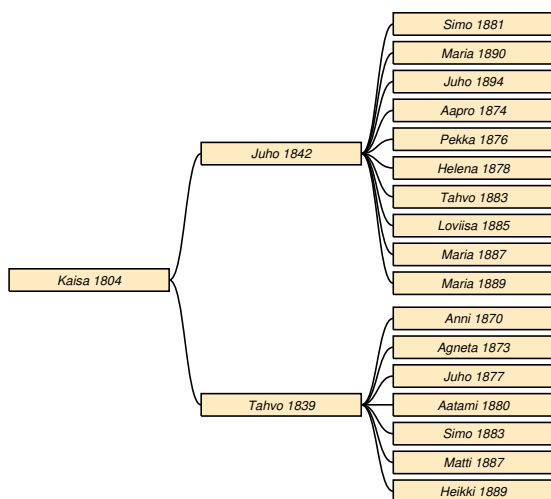 Kaisa 1804
Juho 1842
Simo 1881
Maria 1890
Juho 1894
Aapro 1874
Pekka 1876
Helena 1878
Tahvo 1883
Loviisa 1885
Maria 1887
Maria 1889
Tahvo 1839
Anni 1870
Agneta 1873
Juho 1877
Aatami 1880
Simo 1883
Matti 1887
Heikki 1889